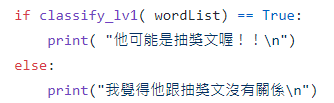 if classify_lv1( wordList) == True:
    print( "他可能是抽獎文喔！！\n")
else:
    print("我覺得他跟抽獎文沒有關係\n")